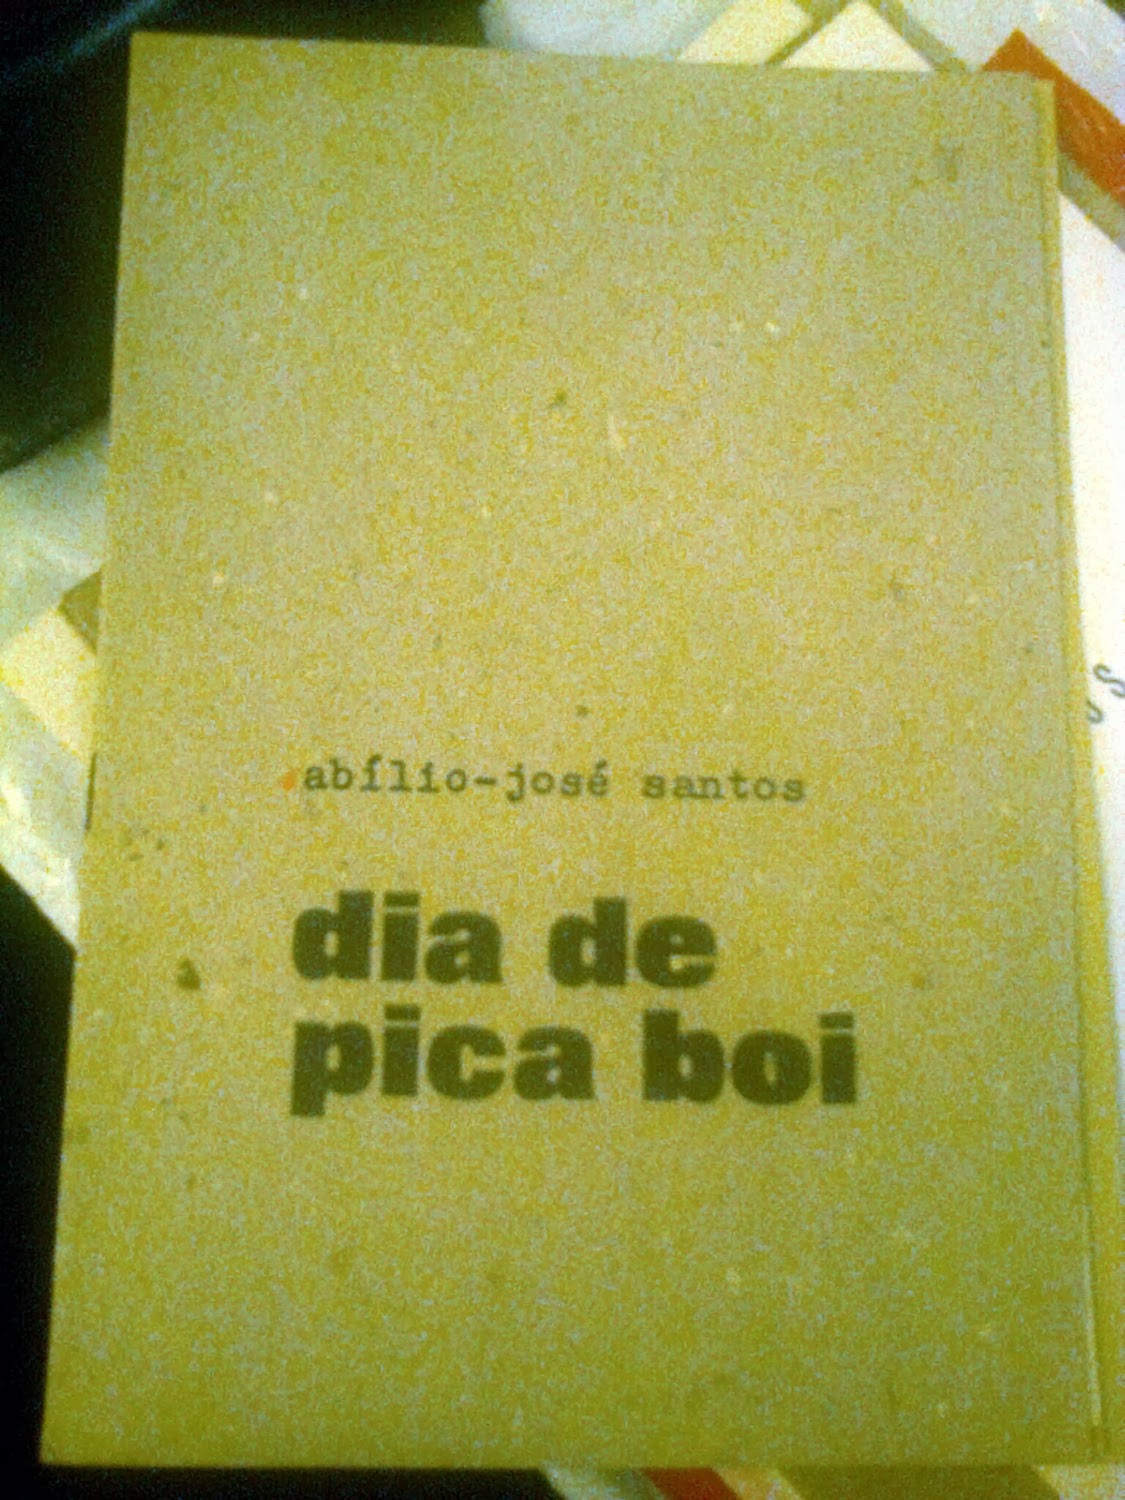 abílio-josé santos
dia de
pica boi